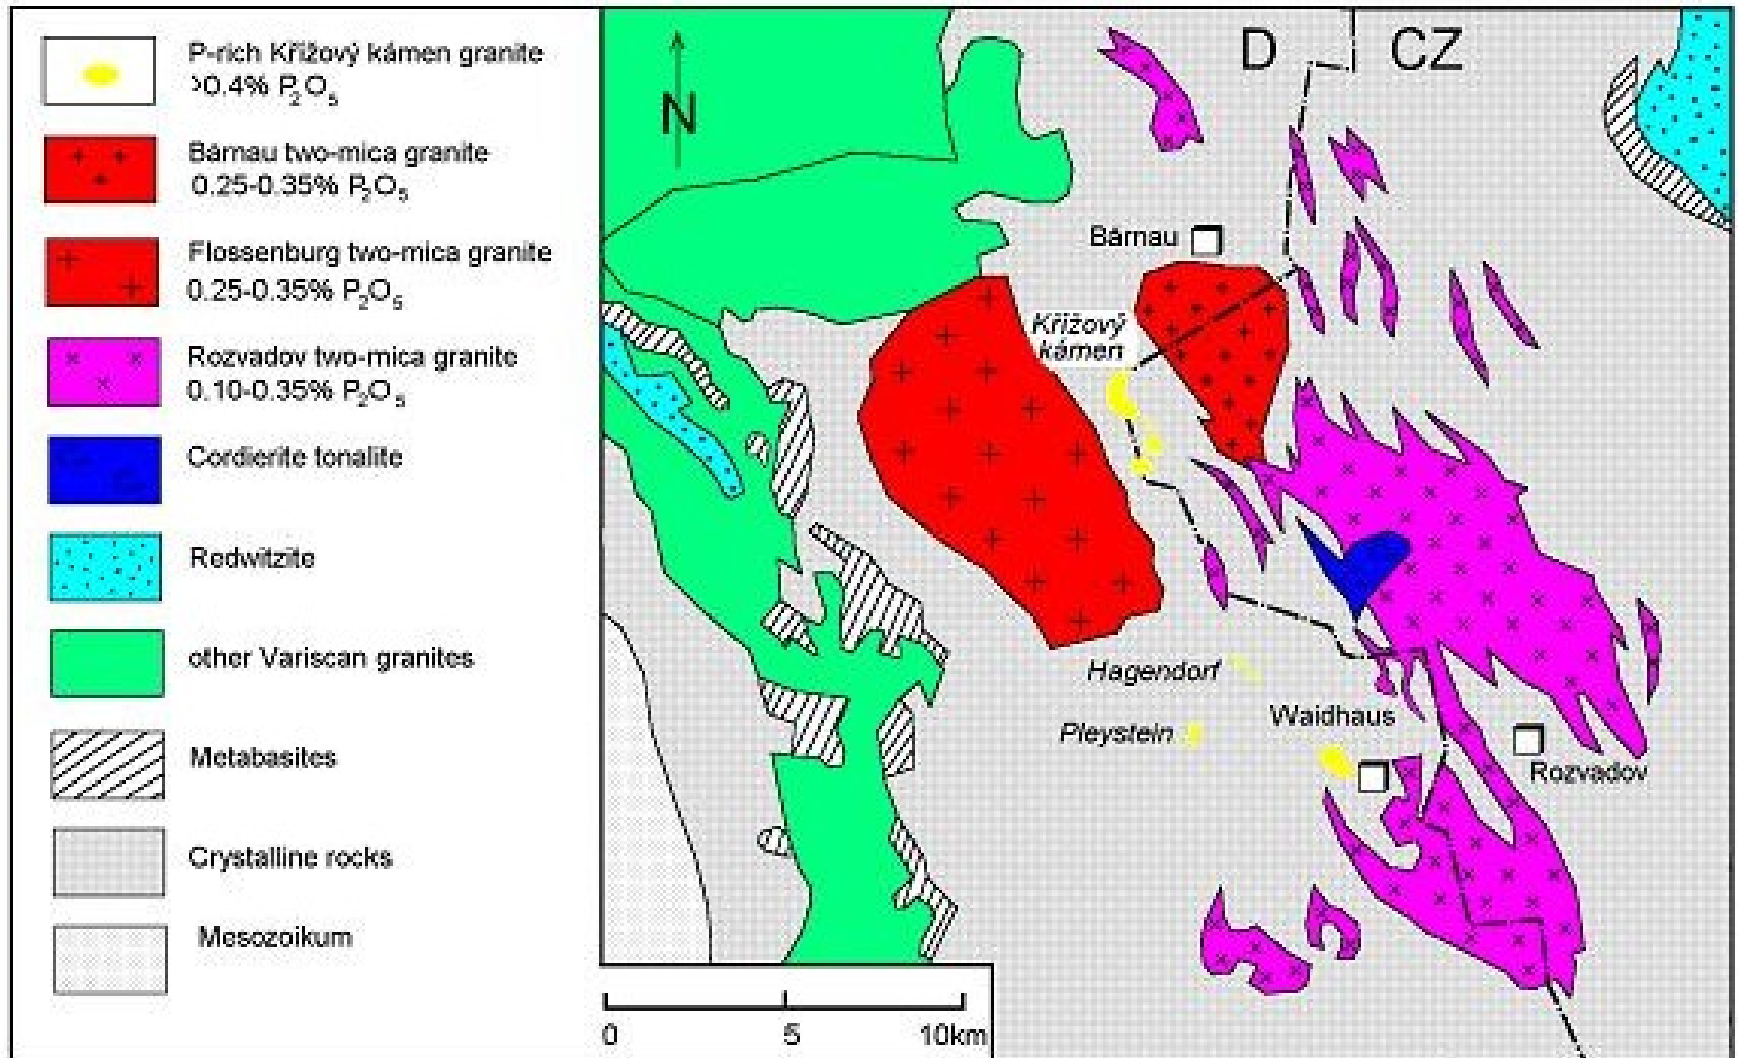 P-rich Křížový kámen granite
>0.4% P2O5
Bárnau two-mica granite
0.25-0.35% P2O5
Flossenburg two-mica granite
0.25-0.35% P2O5
Rozvadov two-mica granite
0.10-0.35% P2O5
Cordierite tonalite
Redwitzite
other Variscan granites
Metabasites
Crystalline rocks
Mesozoikum
N
D
CZ
Bárnau
Křížový
kámen
Hagendorf
Pleystein
Waidhaus
Rozvadov
0 5 10km